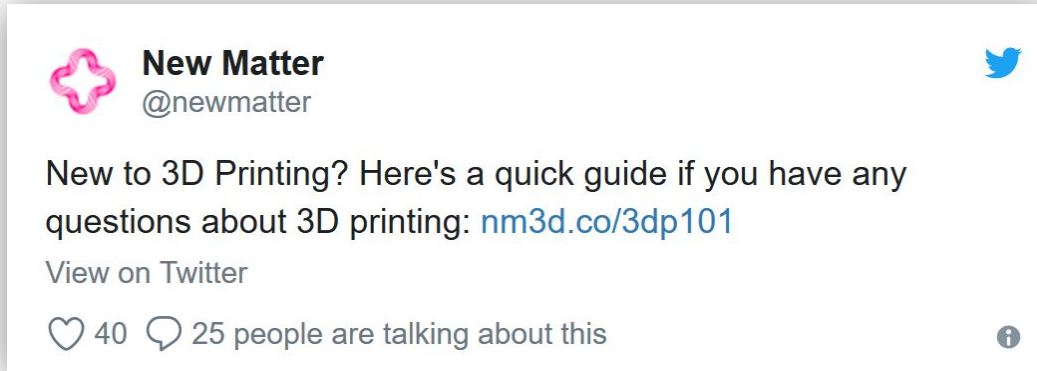 New Matter
@newmatter
New to 3D Printing? Here's a quick guide if you have any
questions about 3D printing: nm3d.co/3dp101
View on Twitter
40 25 people are talking about this